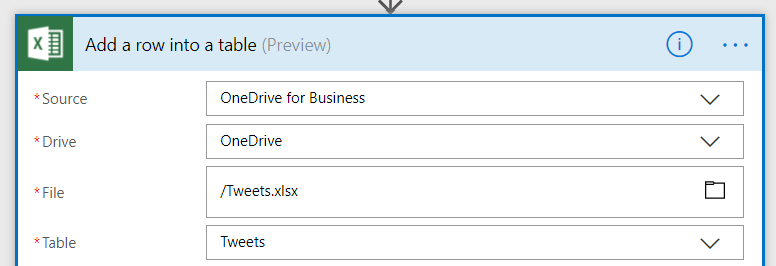 Add a row into a table (Preview)
*Source OneDrive for Business
*Drive OneDrive
*File /Tweets.xlsx
*Table Tweets